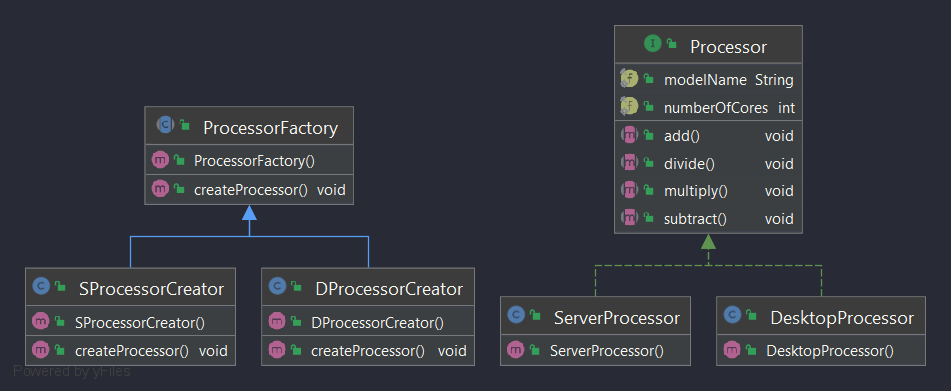 ProcessorFactory
ProcessorFactory()
createProcessor() void
SProcessorCreator
SProcessorCreator()
createProcessor() void
DProcessorCreator
DProcessorCreator()
createProcessor() void
Processor
modelName String
numberOfCores int
add() void
divide() void
multiply() void
subtract() void
ServerProcessor
ServerProcessor()
DesktopProcessor
DesktopProcessor()
Powered by yFiles